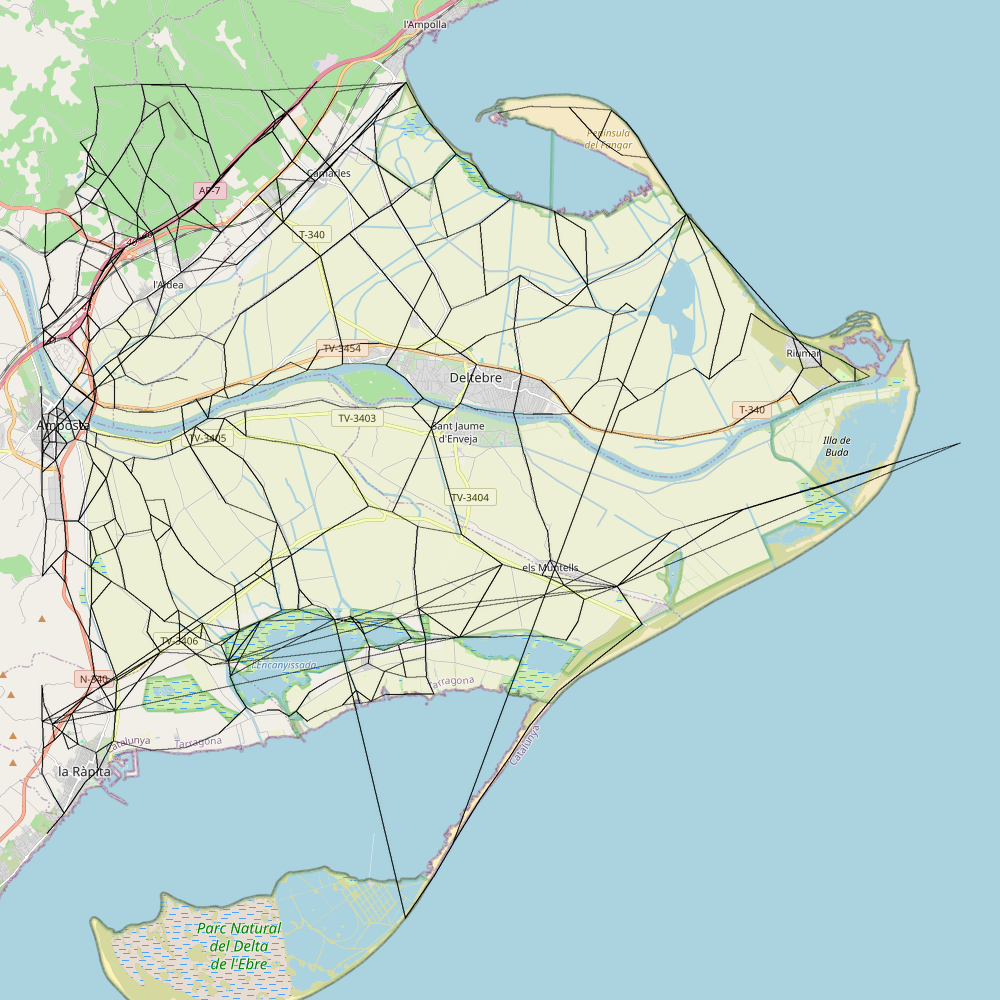 l'Ampolla
Península
del Fangar
Camarles
AP-7
T-340
l'Aldea
TV-3454
Riumar
Deltebre
T-340
TV-3403
Amposta
Sant Jaume
d'Enveja
TV-3405
Illa de
Buda
TV-3404
els Muntells
TV-3406
l'Encanyissada
N-340
Tarragona
Catalunya
Tarragona
Catalunya
la Ràpita
Parc Natural
del Delta
de l'Ebre